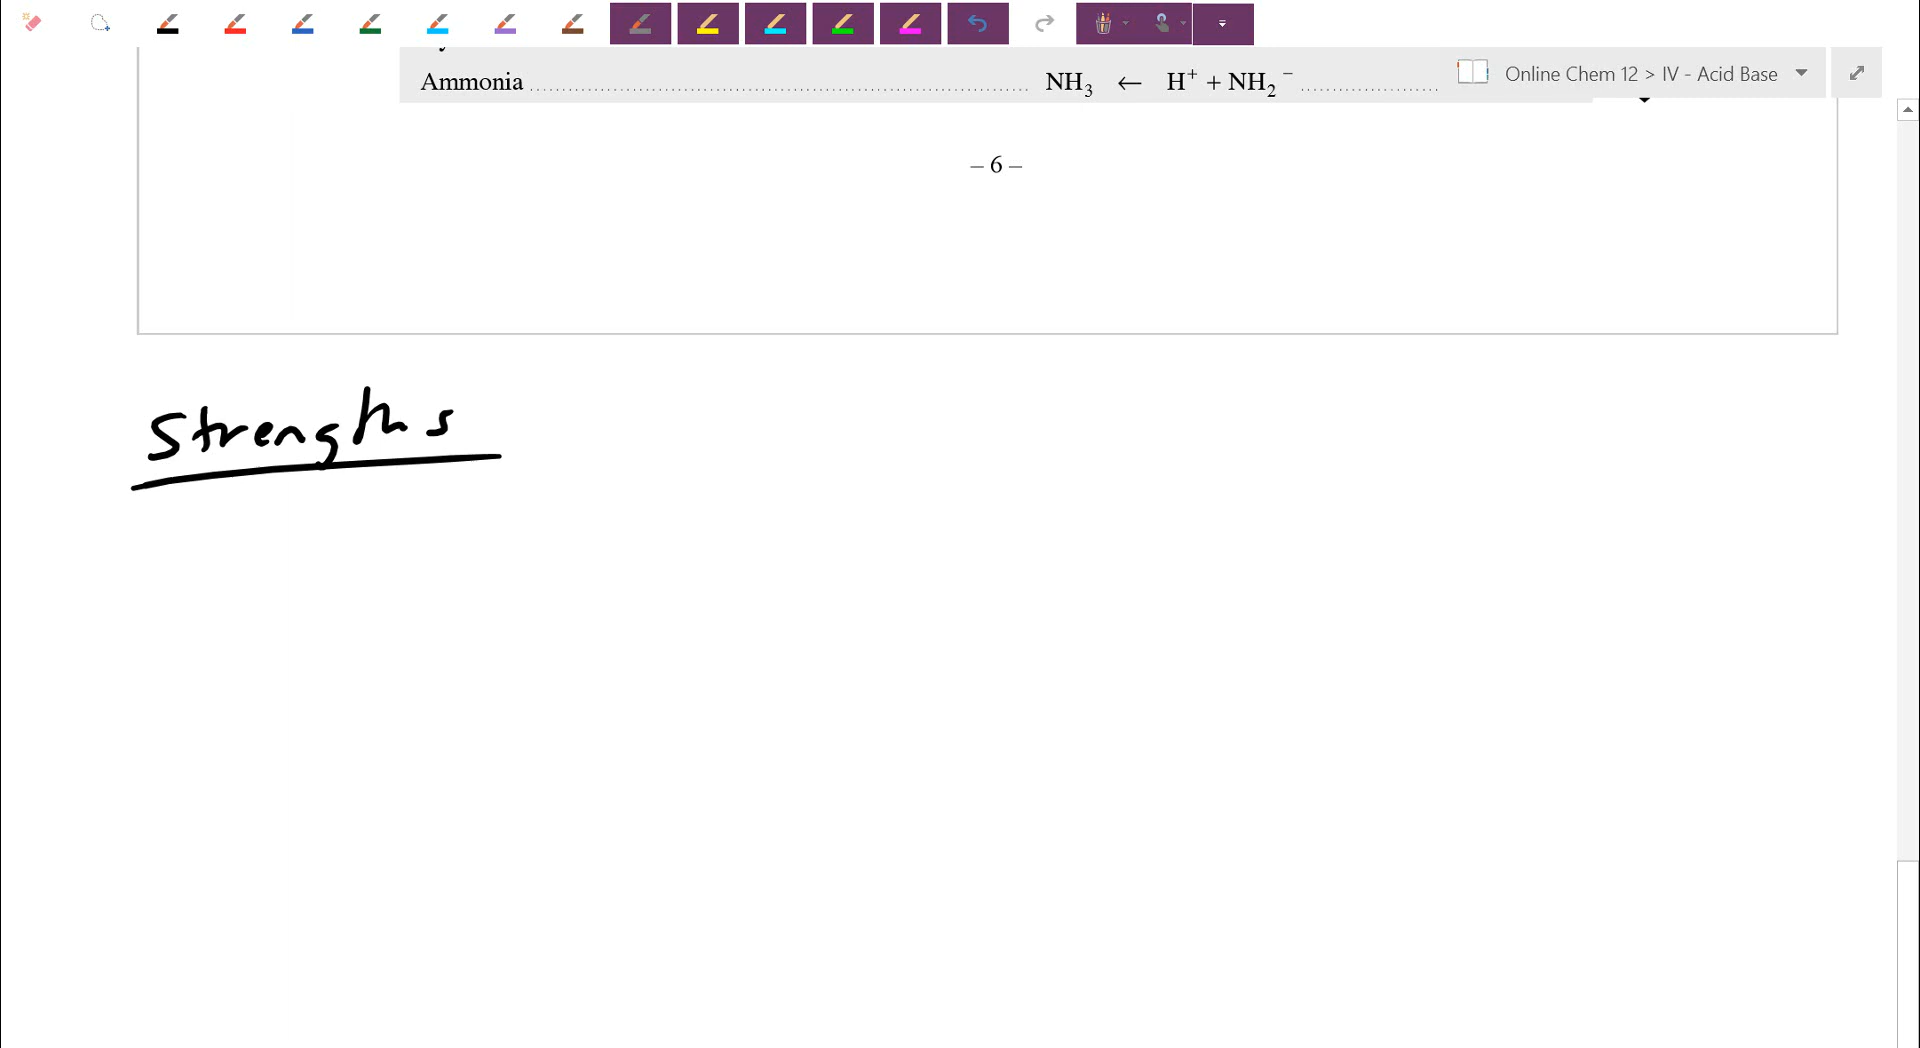 Ammonia ........................ NH₃ ← H⁺ + NH₂⁻ ........................
Online Chem 12 > IV - Acid Base
– 6 –
Strengths